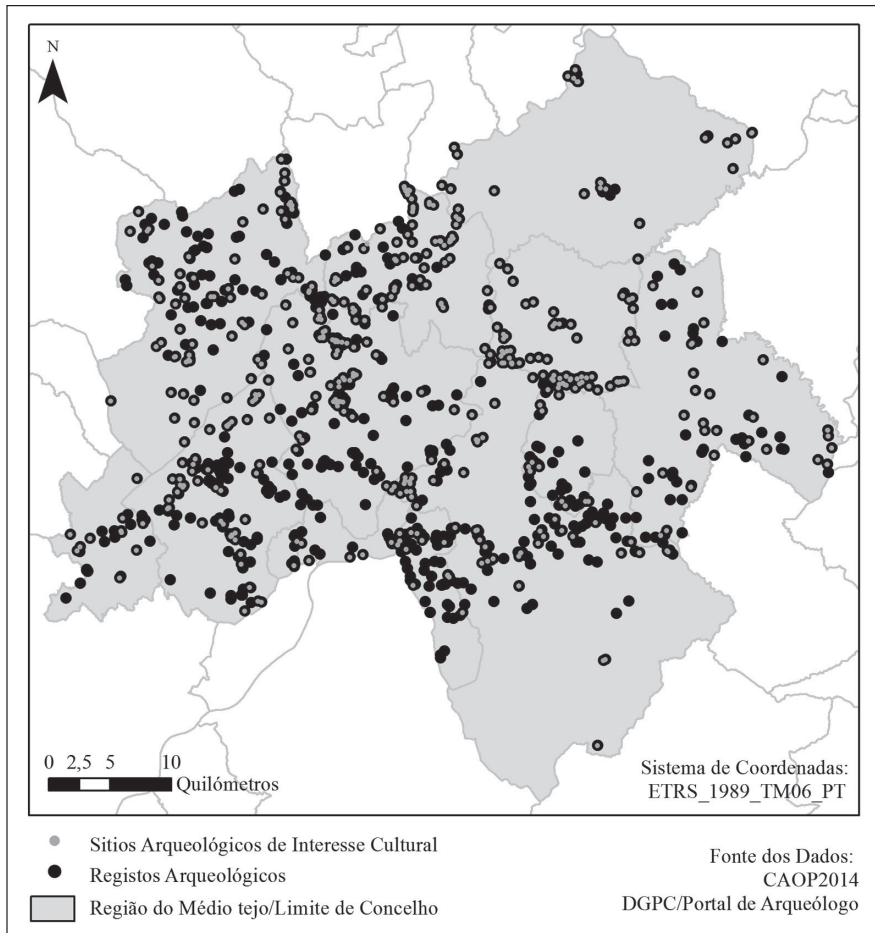 N
0 2,5 5 10
Quilómetros
Sistema de Coordenadas:
ETRS_1989_TM06_PT
Sitios Arqueológicos de Interesse Cultural
Registos Arqueológicos
Região do Médio tejo/Limite de Concelho
Fonte dos Dados:
CAOP2014
DGPC/Portal de Arqueólogo